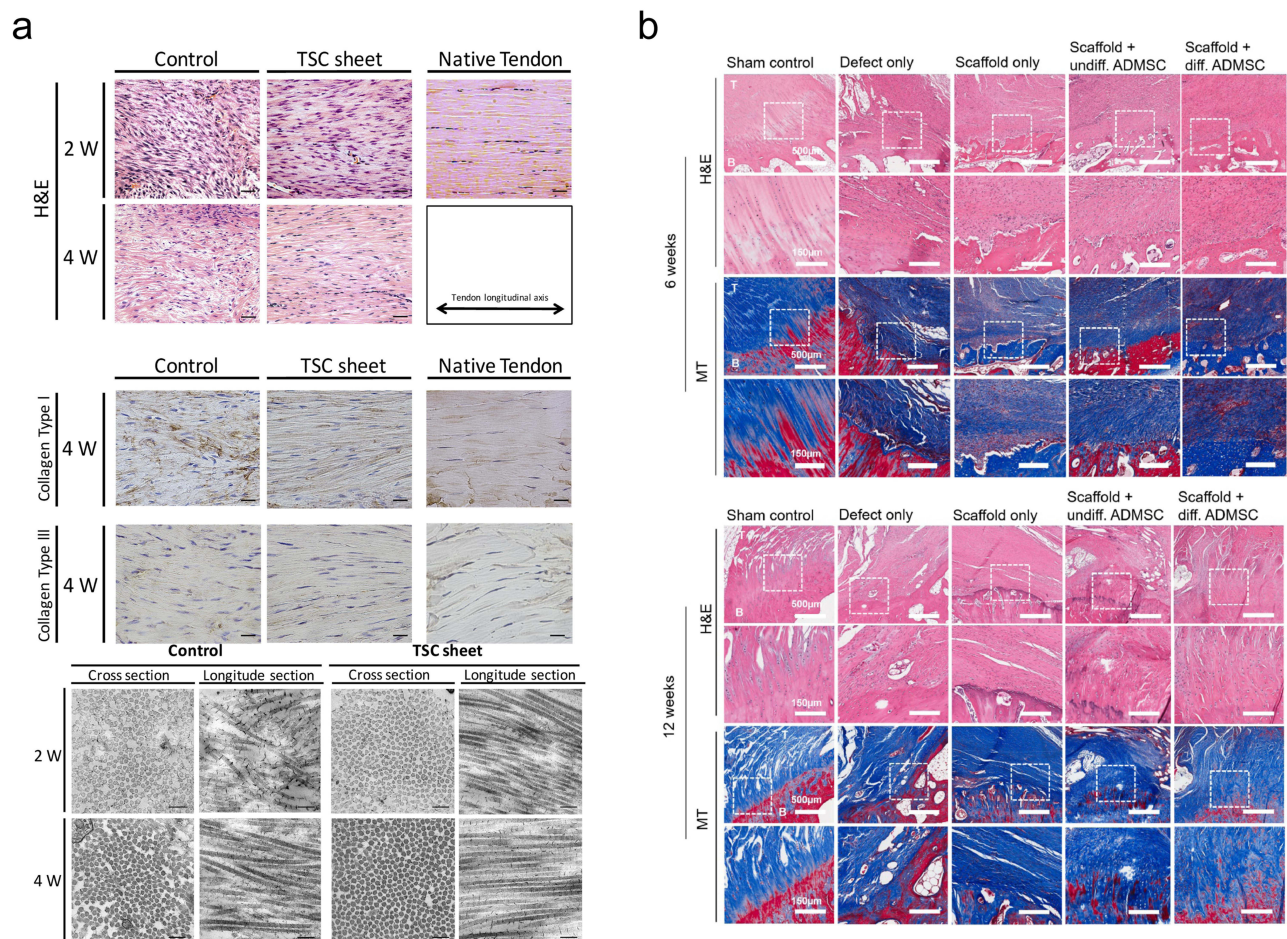 a
Control TSC sheet Native Tendon
H&E
2 W
4 W
Tendon longitudinal axis
Control TSC sheet Native Tendon
Collagen Type I
4 W
Collagen Type III
4 W
Control TSC sheet
Cross section Longitude section Cross section Longitude section
2 W
4 W
b
Sham control Defect only Scaffold only Scaffold + undiff. ADMSC Scaffold + diff. ADMSC
6 weeks
H&E
T
B
500µm
150µm
MT
T
B
500µm
150µm
Sham control Defect only Scaffold only Scaffold + undiff. ADMSC Scaffold + diff. ADMSC
12 weeks
H&E
T
B
500µm
150µm
MT
T
B
500µm
150µm